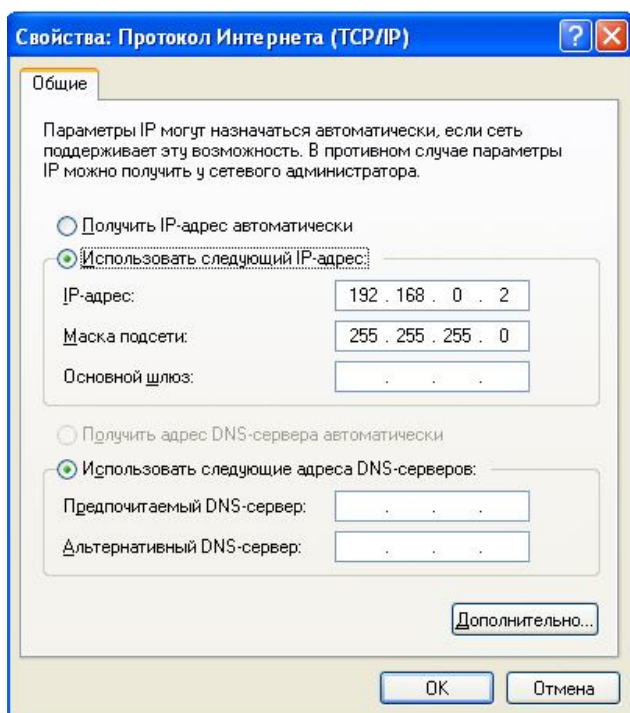 Свойства: Протокол Интернета (TCP/IP)
Общие
Параметры IP могут назначаться автоматически, если сеть
поддерживает эту возможность. В противном случае параметры
IP можно получить у сетевого администратора.
Получить IP-адрес автоматически
Использовать следующий IP-адрес:
IP-адрес: 192 . 168 . 0 . 2
Маска подсети: 255 . 255 . 255 . 0
Основной шлюз: . . .
Получить адрес DNS-сервера автоматически
Использовать следующие адреса DNS-серверов:
Предпочитаемый DNS-сервер: . . .
Альтернативный DNS-сервер: . . .
Дополнительно...
OK Отмена